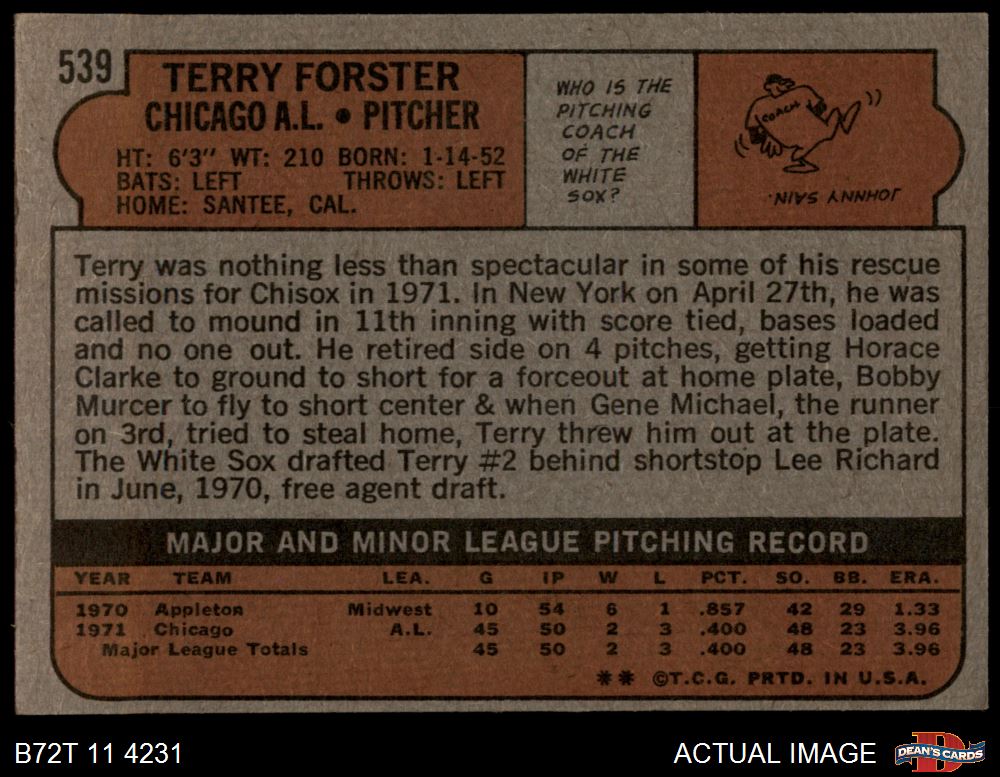 539
TERRY FORSTER
CHICAGO A.L. • PITCHER
HT: 6'3" WT: 210 BORN: 1-14-52
BATS: LEFT THROWS: LEFT
HOME: SANTEE, CAL.
WHO IS THE
PITCHING
COACH
OF THE
WHITE
SOX?
COACH
JOHNNY SAIN.
Terry was nothing less than spectacular in some of his rescue
missions for Chisox in 1971. In New York on April 27th, he was
called to mound in 11th inning with score tied, bases loaded
and no one out. He retired side on 4 pitches, getting Horace
Clarke to ground to short for a forceout at home plate, Bobby
Murcer to fly to short center & when Gene Michael, the runner
on 3rd, tried to steal home, Terry threw him out at the plate.
The White Sox drafted Terry #2 behind shortstop Lee Richard
in June, 1970, free agent draft.
MAJOR AND MINOR LEAGUE PITCHING RECORD
YEAR TEAM LEA. G IP W L PCT. SO. BB. ERA.
1970 Appleton Midwest 10 54 6 1 .857 42 29 1.33
1971 Chicago A.L. 45 50 2 3 .400 48 23 3.96
Major League Totals 45 50 2 3 .400 48 23 3.96
** ©T.C.G. PRTD. IN U.S.A.
B72T 11 4231 ACTUAL IMAGE D DEAN'S CARDS